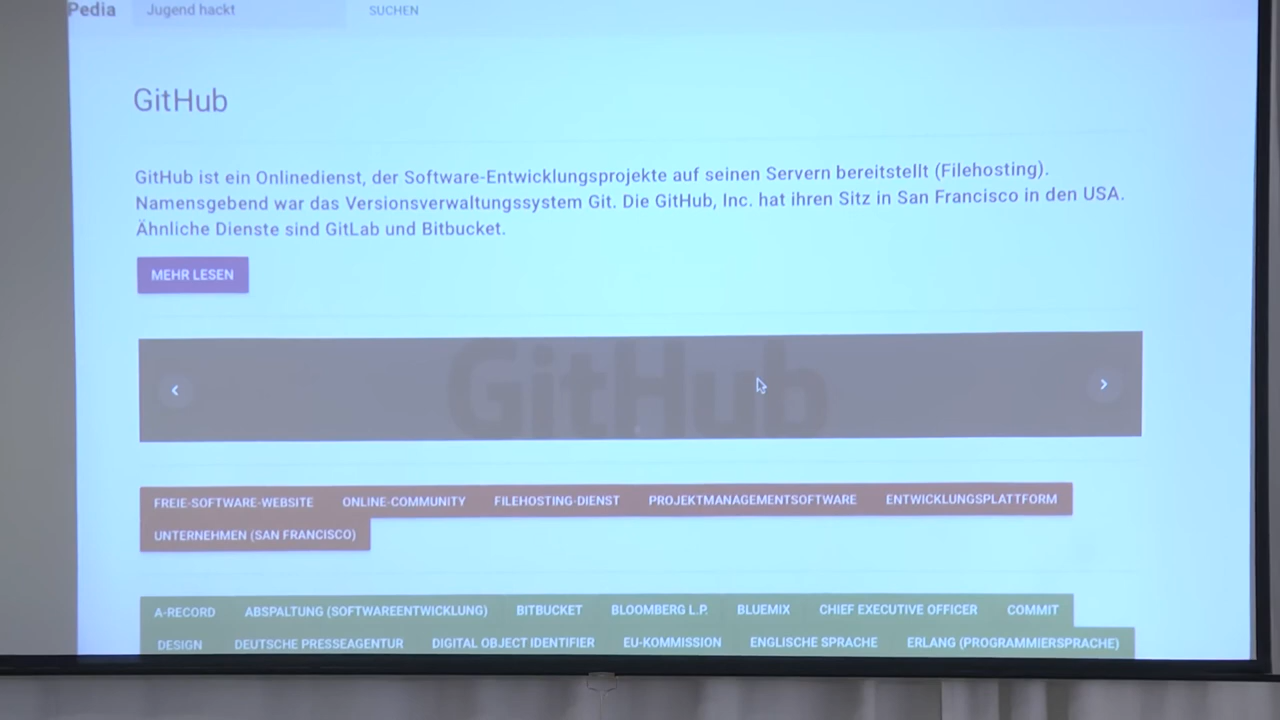 Pedia Jugend hackt SUCHEN
GitHub
GitHub ist ein Onlinedienst, der Software-Entwicklungsprojekte auf seinen Servern bereitstellt (Filehosting).
Namensgebend war das Versionsverwaltungssystem Git. Die GitHub, Inc. hat ihren Sitz in San Francisco in den USA.
Ähnliche Dienste sind GitLab und Bitbucket.
MEHR LESEN
GitHub
FREIE-SOFTWARE-WEBSITE ONLINE-COMMUNITY FILEHOSTING-DIENST PROJEKTMANAGEMENTSOFTWARE ENTWICKLUNGSPLATTFORM
UNTERNEHMEN (SAN FRANCISCO)
A-RECORD ABSPALTUNG (SOFTWAREENTWICKLUNG) BITBUCKET BLOOMBERG L.P. BLUEMIX CHIEF EXECUTIVE OFFICER COMMIT
DESIGN DEUTSCHE PRESSEAGENTUR DIGITAL OBJECT IDENTIFIER EU-KOMMISSION ENGLISCHE SPRACHE ERLANG (PROGRAMMIERSPRACHE)